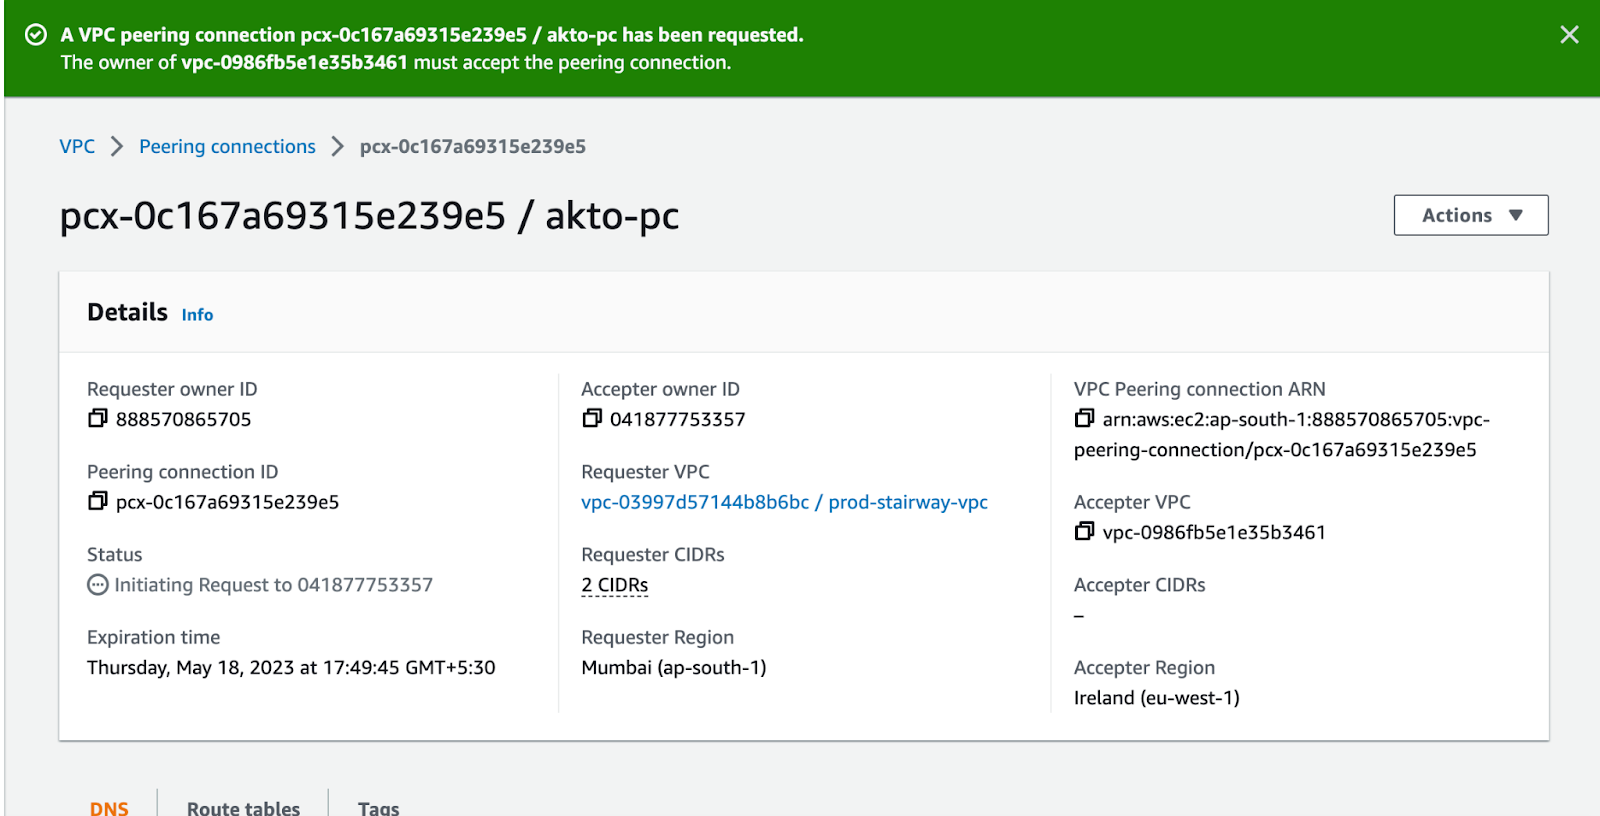 A VPC peering connection pcx-0c167a69315e239e5 / akto-pc has been requested.
The owner of vpc-0986fb5e1e35b3461 must accept the peering connection.
VPC > Peering connections > pcx-0c167a69315e239e5
pcx-0c167a69315e239e5 / akto-pc
Actions
Details Info
Requester owner ID
888570865705
Peering connection ID
pcx-0c167a69315e239e5
Status
Initiating Request to 041877753357
Expiration time
Thursday, May 18, 2023 at 17:49:45 GMT+5:30
Accepter owner ID
041877753357
Requester VPC
vpc-03997d57144b8b6bc / prod-stairway-vpc
Requester CIDRs
2 CIDRs
Requester Region
Mumbai (ap-south-1)
VPC Peering connection ARN
arn:aws:ec2:ap-south-1:888570865705:vpc-
peering-connection/pcx-0c167a69315e239e5
Accepter VPC
vpc-0986fb5e1e35b3461
Accepter CIDRs
–
Accepter Region
Ireland (eu-west-1)
DNS
Route tables
Tags